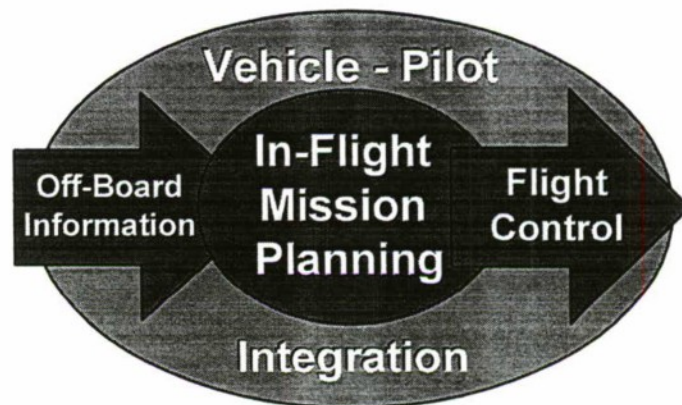 Vehicle - Pilot
Off-Board
Information
In-Flight
Mission
Planning
Flight
Control
Integration